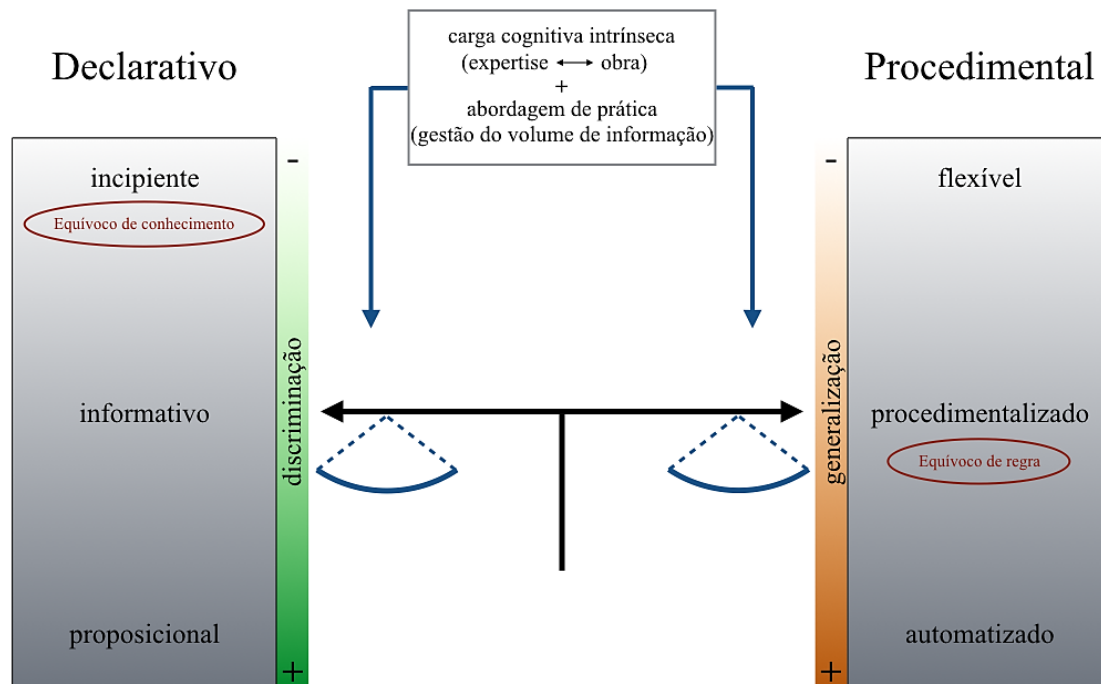 carga cognitiva intrínseca
(expertise ⟷ obra)
+
abordagem de prática
(gestão do volume de informação)
Declarativo
Procedimental
-
incipiente
Equívoco de conhecimento
informativo
proposicional
discriminação
+
-
flexível
procedimentalizado
Equívoco de regra
automatizado
generalização
+